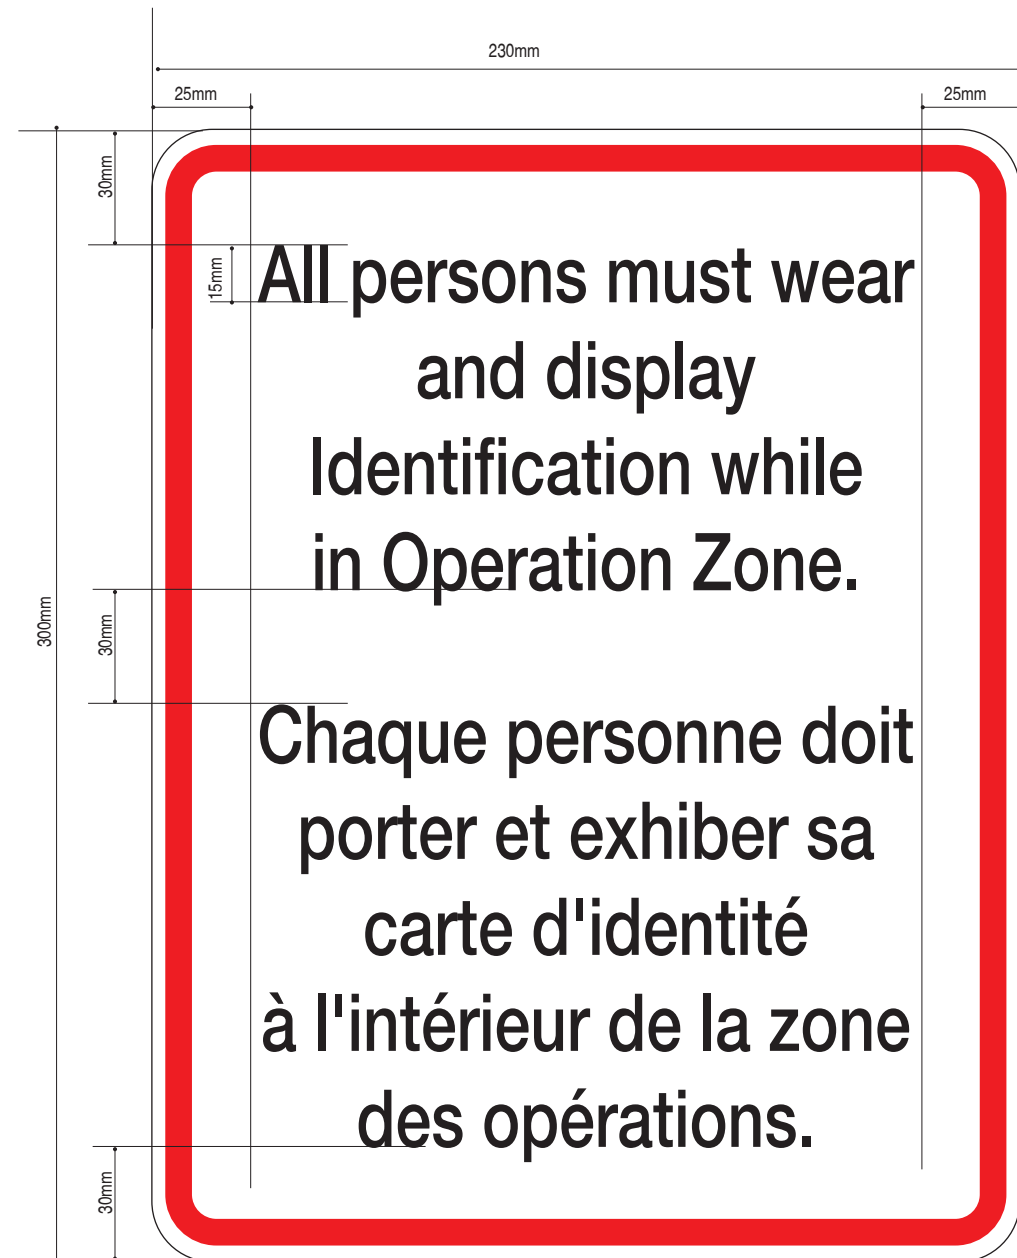 230mm
25mm
25mm
30mm
15mm
All persons must wear
and display
Identification while
in Operation Zone.
300mm
30mm
Chaque personne doit
porter et exhiber sa
carte d'identité
à l'intérieur de la zone
des opérations.
30mm